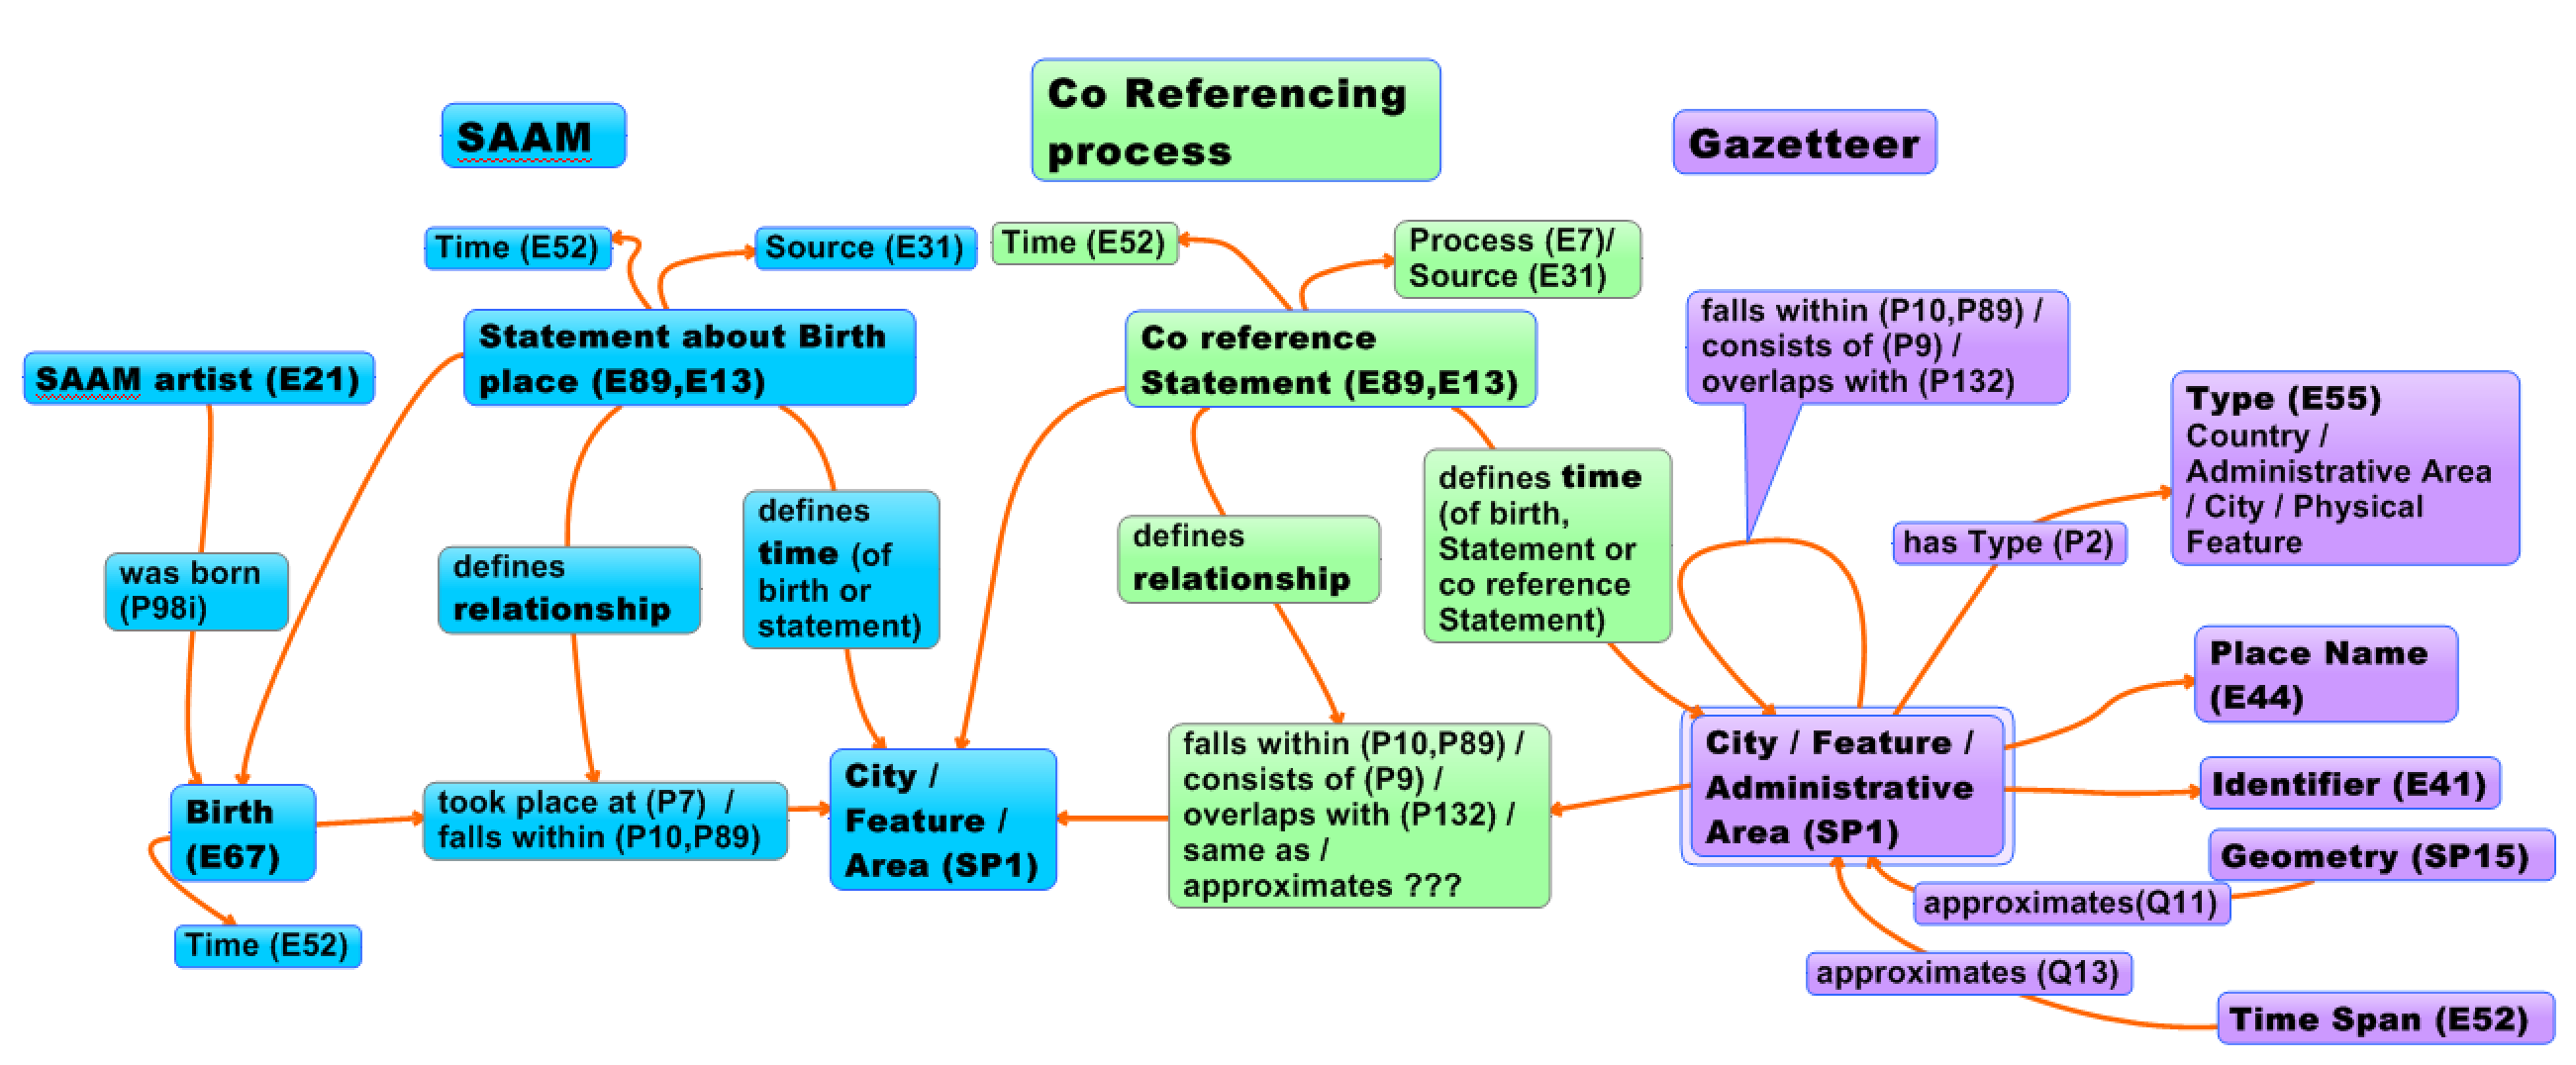 SAAM
Co Referencing
process
Gazetteer
Time (E52)
Source (E31)
Time (E52)
Process (E7)/
Source (E31)
SAAM artist (E21)
Statement about Birth
place (E89,E13)
Co reference
Statement (E89,E13)
falls within (P10,P89) /
consists of (P9) /
overlaps with (P132)
Type (E55)
Country /
Administrative Area
/ City / Physical
Feature
was born
(P98i)
defines
relationship
defines
time (of
birth or
statement)
defines
relationship
defines time
(of birth,
Statement or
co reference
Statement)
has Type (P2)
Place Name
(E44)
Birth
(E67)
took place at (P7) /
falls within (P10,P89)
City /
Feature /
Area (SP1)
falls within (P10,P89) /
consists of (P9) /
overlaps with (P132) /
same as /
approximates ???
City / Feature /
Administrative
Area (SP1)
Identifier (E41)
Geometry (SP15)
approximates(Q11)
Time (E52)
approximates (Q13)
Time Span (E52)